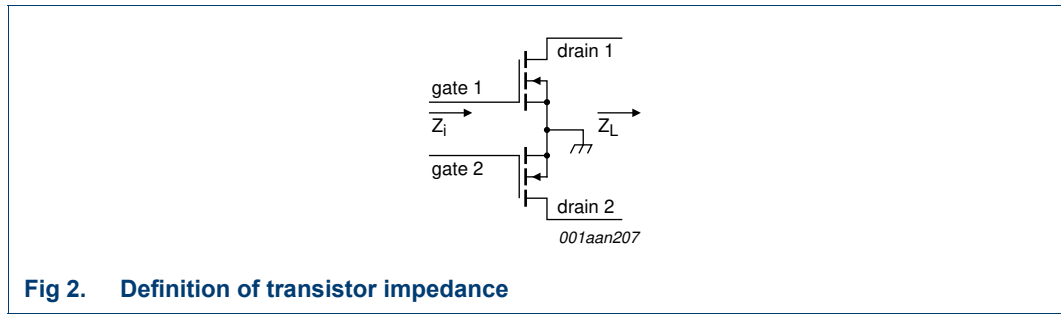 drain 1
gate 1
Zi
ZL
gate 2
drain 2
001aan207
Fig 2. Definition of transistor impedance